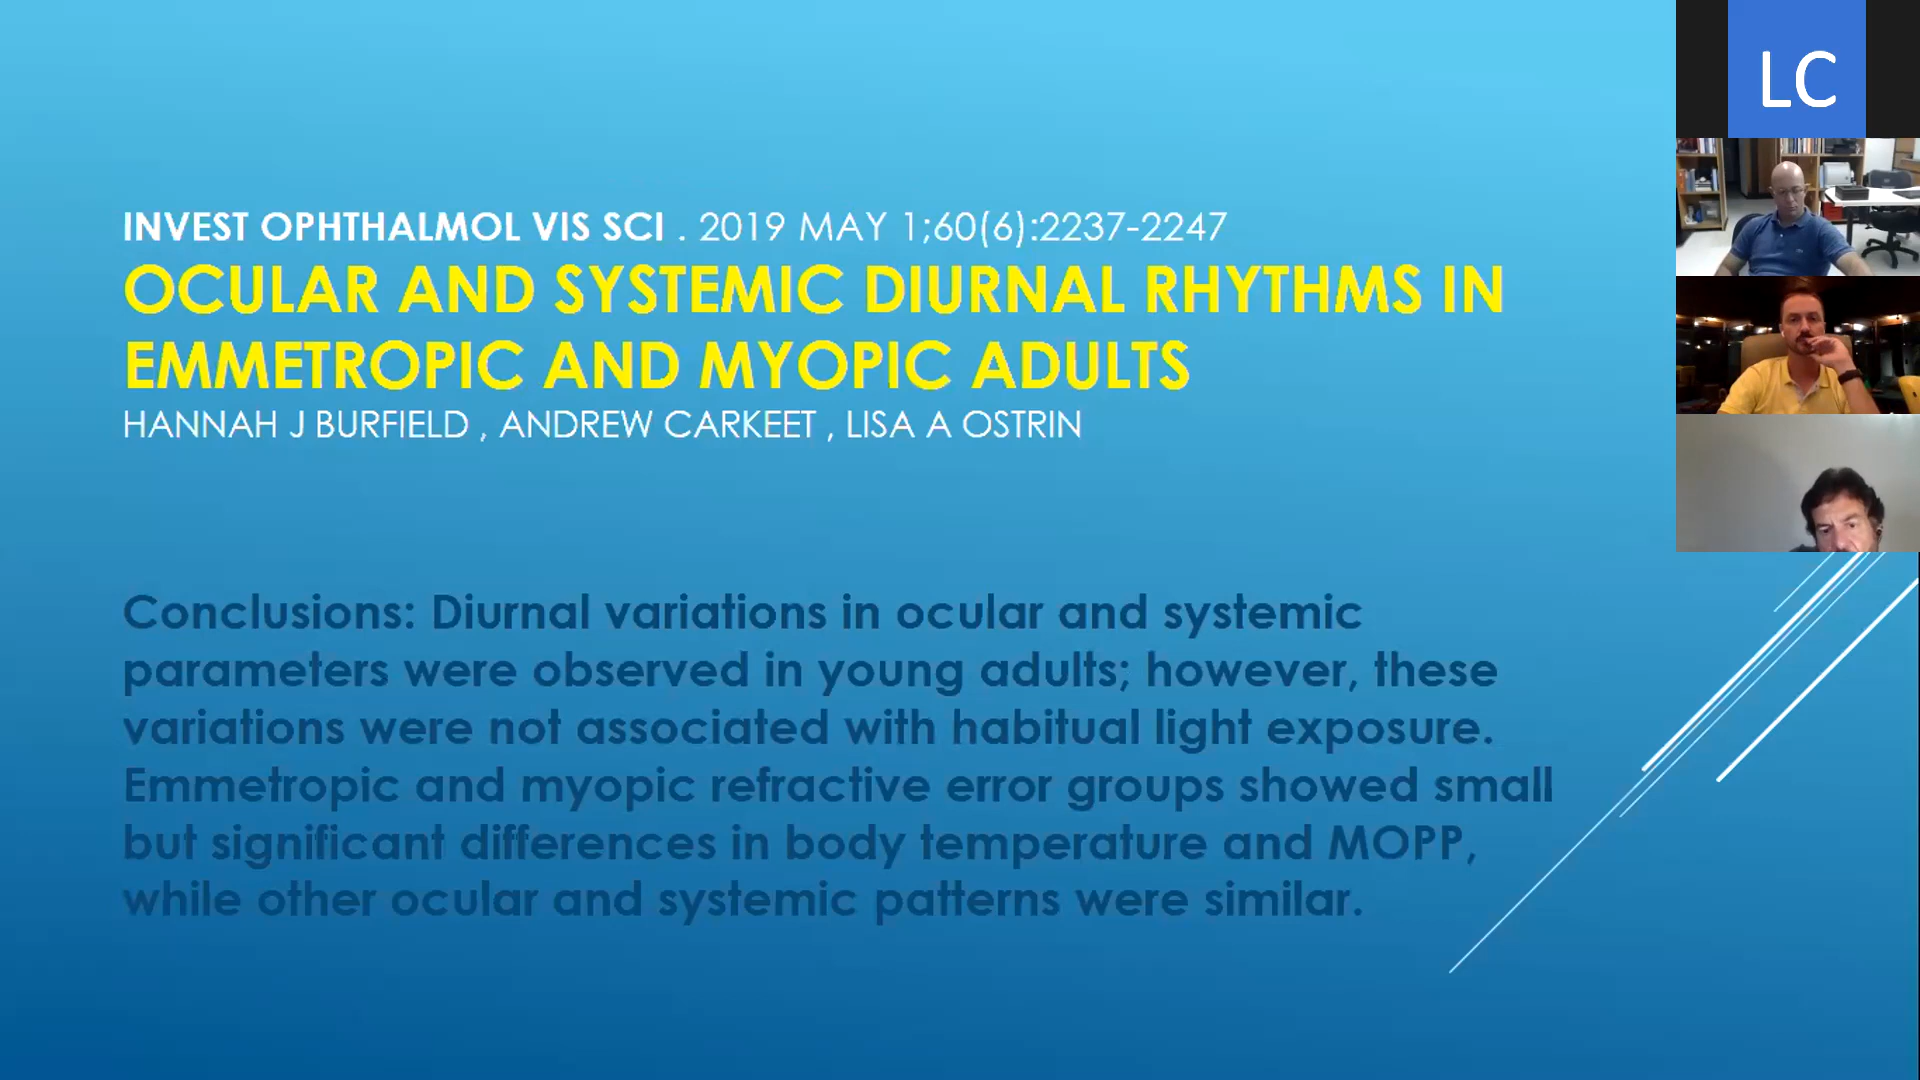 INVEST OPHTHALMOL VIS SCI . 2019 MAY 1;60(6):2237-2247
OCULAR AND SYSTEMIC DIURNAL RHYTHMS IN
EMMETROPIC AND MYOPIC ADULTS
HANNAH J BURFIELD , ANDREW CARKEET , LISA A OSTRIN
Conclusions: Diurnal variations in ocular and systemic
parameters were observed in young adults; however, these
variations were not associated with habitual light exposure.
Emmetropic and myopic refractive error groups showed small
but significant differences in body temperature and MOPP,
while other ocular and systemic patterns were similar.
LC